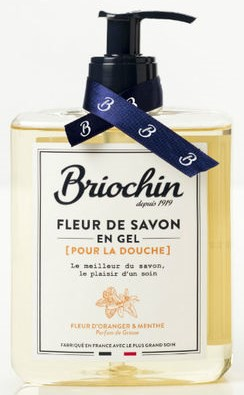 B
B
B
Briochin
depuis 1919
FLEUR DE SAVON
EN GEL
[POUR LA DOUCHE]
Le meilleur du savon,
le plaisir d'un soin
FLEUR D'ORANGER & MENTHE
Parfum de Grasse
FABRIQUÉ EN FRANCE AVEC LE PLUS GRAND SOIN